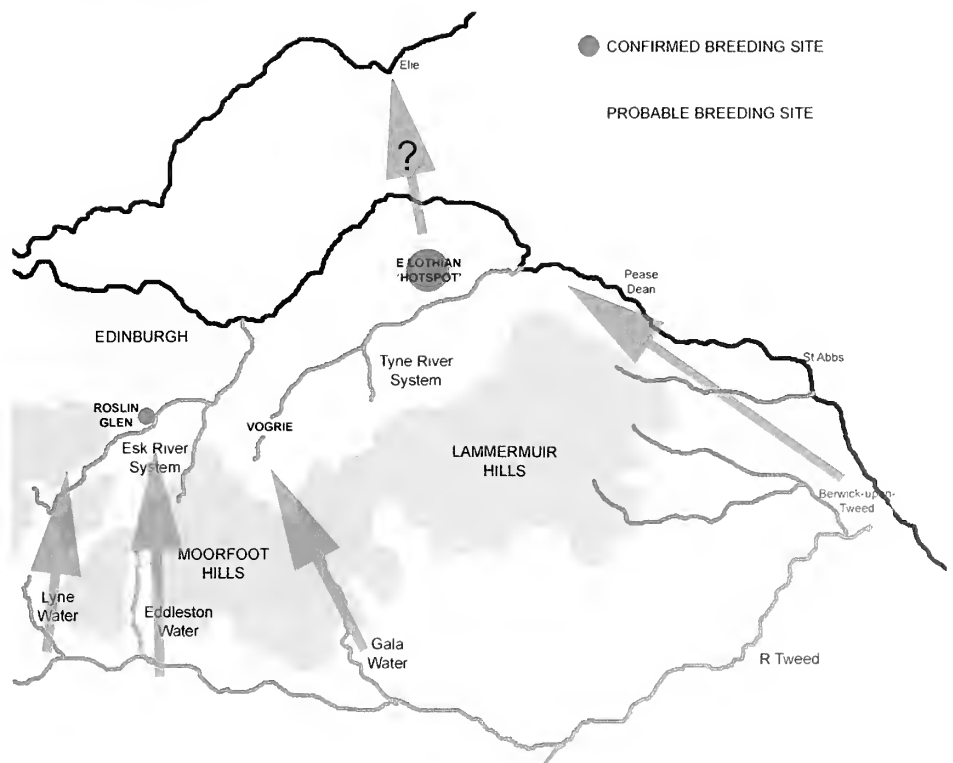 Elie
CONFIRMED BREEDING SITE
PROBABLE BREEDING SITE
?
E LOTHIAN
'HOTSPOT'
Pease
Dean
EDINBURGH
St Abbs
Tyne River
System
ROSLIN
GLEN
VOGRIE
Esk River
System
LAMMERMUIR
HILLS
Berwick-upon-
Tweed
MOORFOOT
HILLS
Lyne
Water
Eddleston
Water
Gala
Water
R Tweed